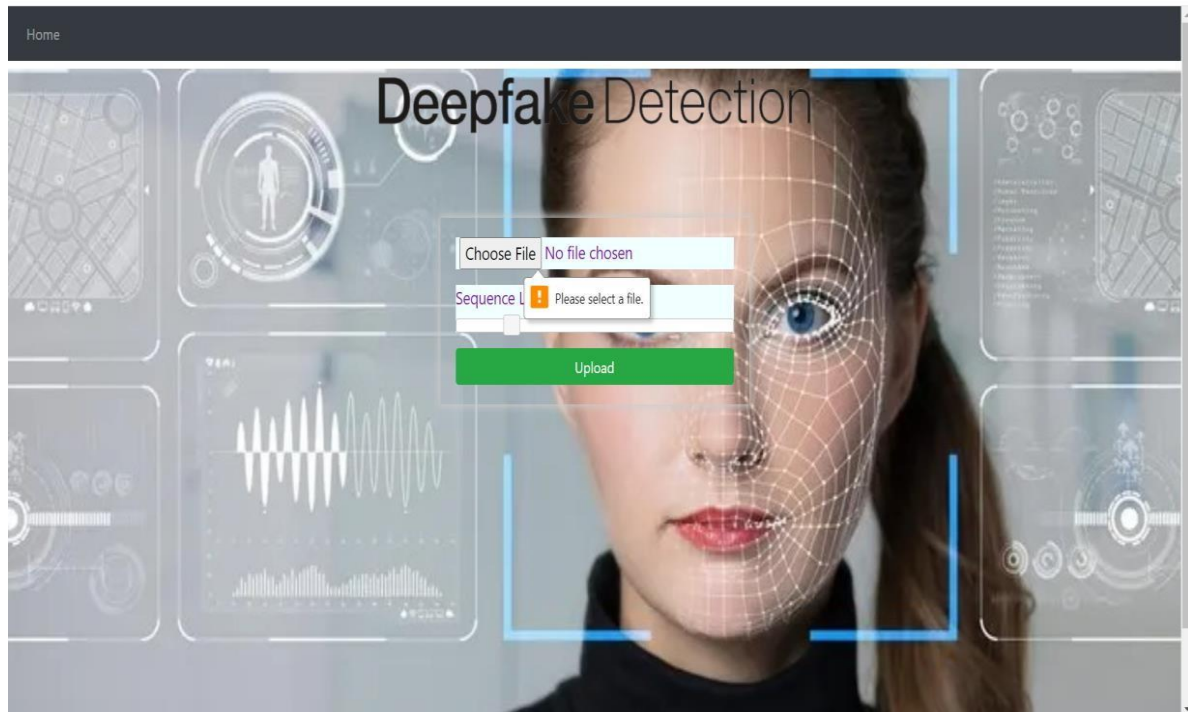 Home
Deepfake Detection
Choose File No file chosen
Sequence L
Please select a file.
Upload